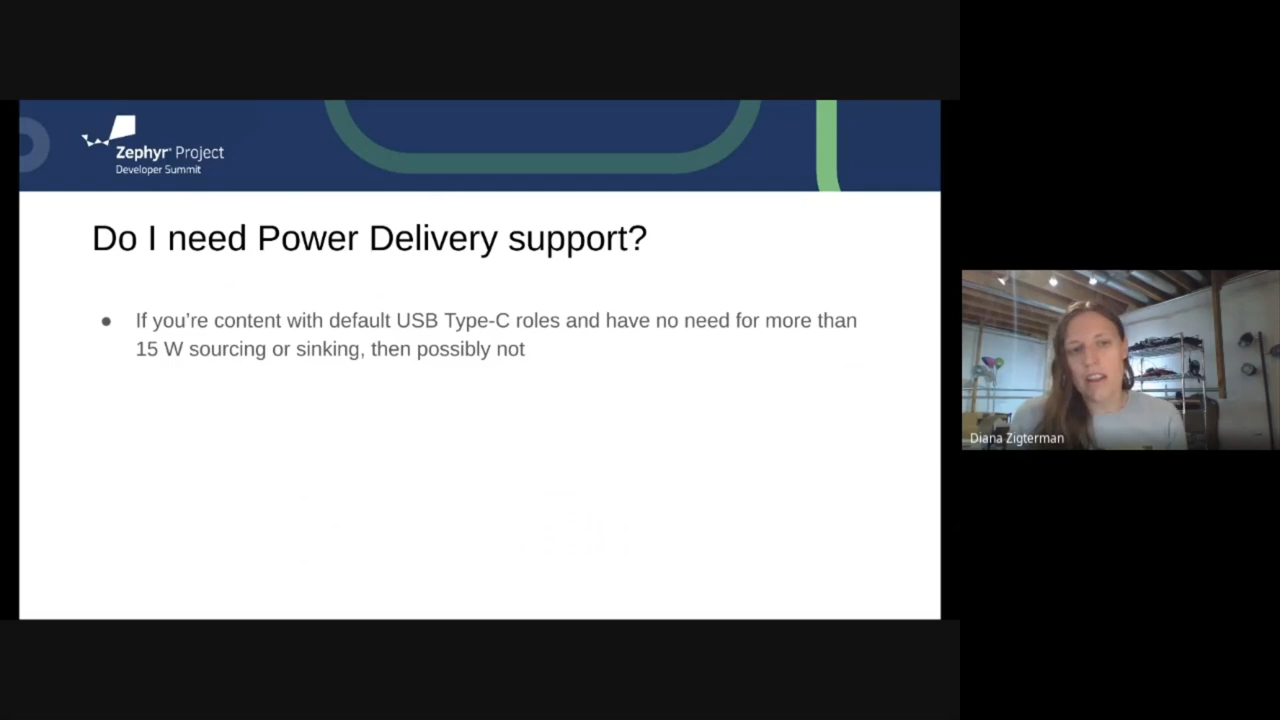 Zephyr® Project
Developer Summit
Do I need Power Delivery support?
● If you’re content with default USB Type-C roles and have no need for more than
15 W sourcing or sinking, then possibly not
Diana Zigterman